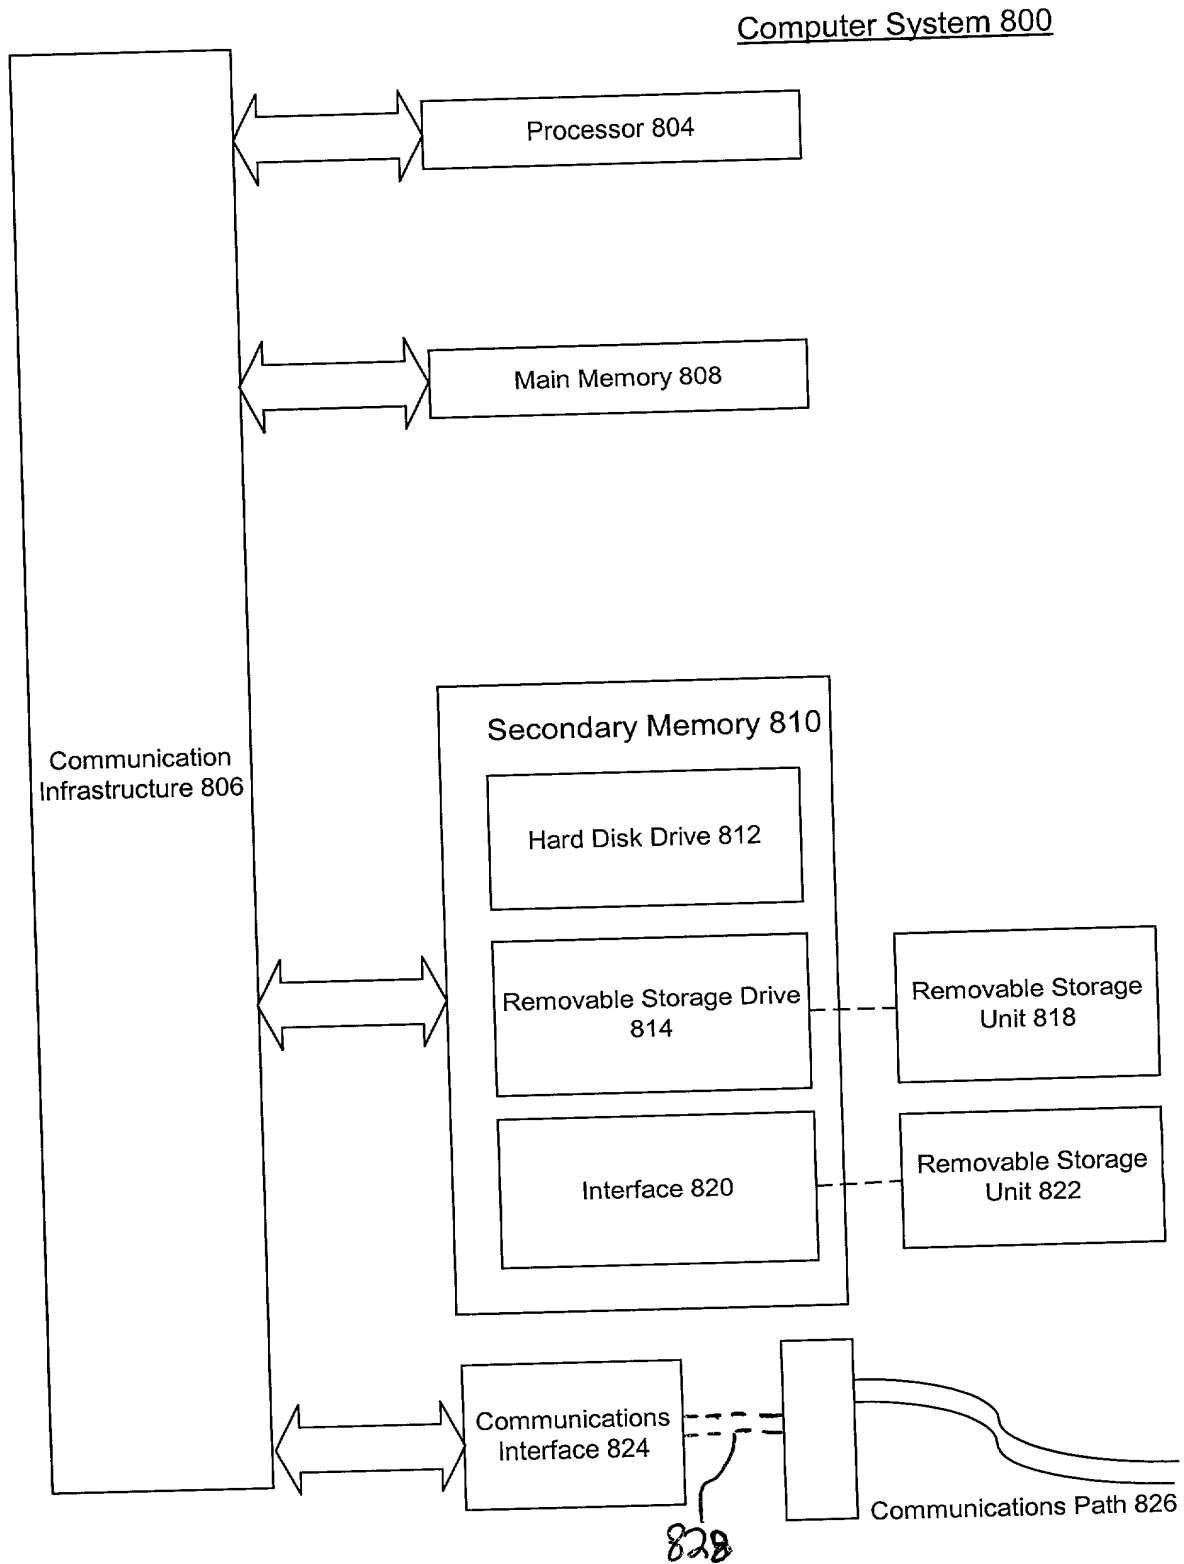 Computer System 800
Processor 804
Main Memory 808
Communication
Infrastructure 806
Secondary Memory 810
Hard Disk Drive 812
Removable Storage Drive
814
Removable Storage
Unit 818
Interface 820
Removable Storage
Unit 822
Communications
Interface 824
828
Communications Path 826